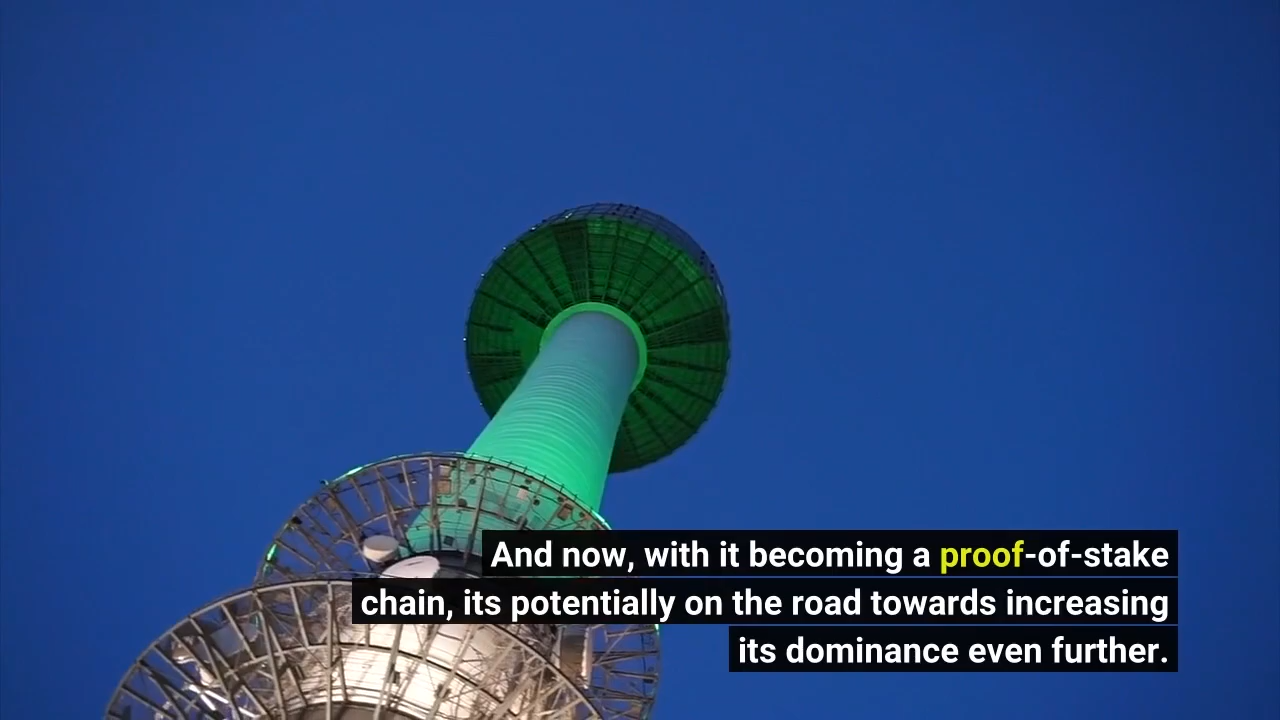 And now, with it becoming a proof-of-stake
chain, its potentially on the road towards increasing
its dominance even further.